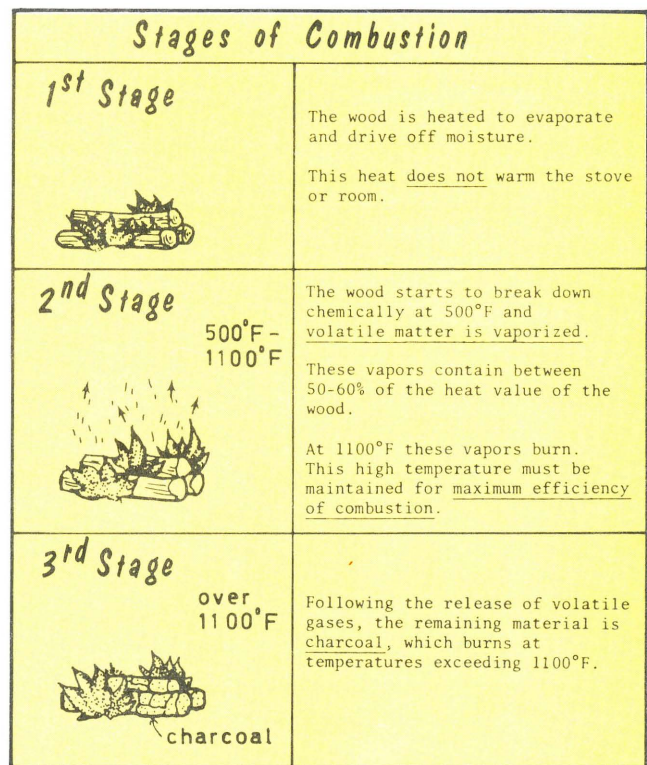 Stages of Combustion
1st Stage
The wood is heated to evaporate
and drive off moisture.
This heat does not warm the stove
or room.
2nd Stage
500°F-
1100°F
The wood starts to break down
chemically at 500°F and
volatile matter is vaporized.
These vapors contain between
50-60% of the heat value of the
wood.
At 1100°F these vapors burn.
This high temperature must be
maintained for maximum efficiency
of combustion.
3rd Stage
over
1100°F
charcoal
Following the release of volatile
gases, the remaining material is
charcoal, which burns at
temperatures exceeding 1100°F.